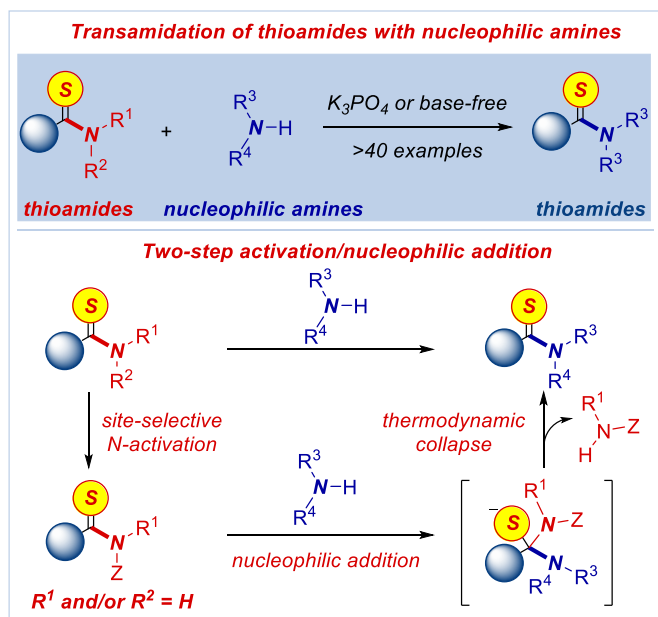 Transamidation of thioamides with nucleophilic amines
S
N
R¹
R²
+
R³
N–H
R⁴
K₃PO₄ or base-free
>40 examples
S
N
R³
R³
thioamides
nucleophilic amines
thioamides
Two-step activation/nucleophilic addition
S
N
R¹
R²
R³
N–H
R⁴
S
N
R³
R⁴
site-selective
N-activation
thermodynamic
collapse
R¹
N
Z
H
S
N
R¹
Z
R³
N–H
R⁴
nucleophilic addition
–
S
R¹
N–Z
N
R⁴
R³
R¹ and/or R² = H